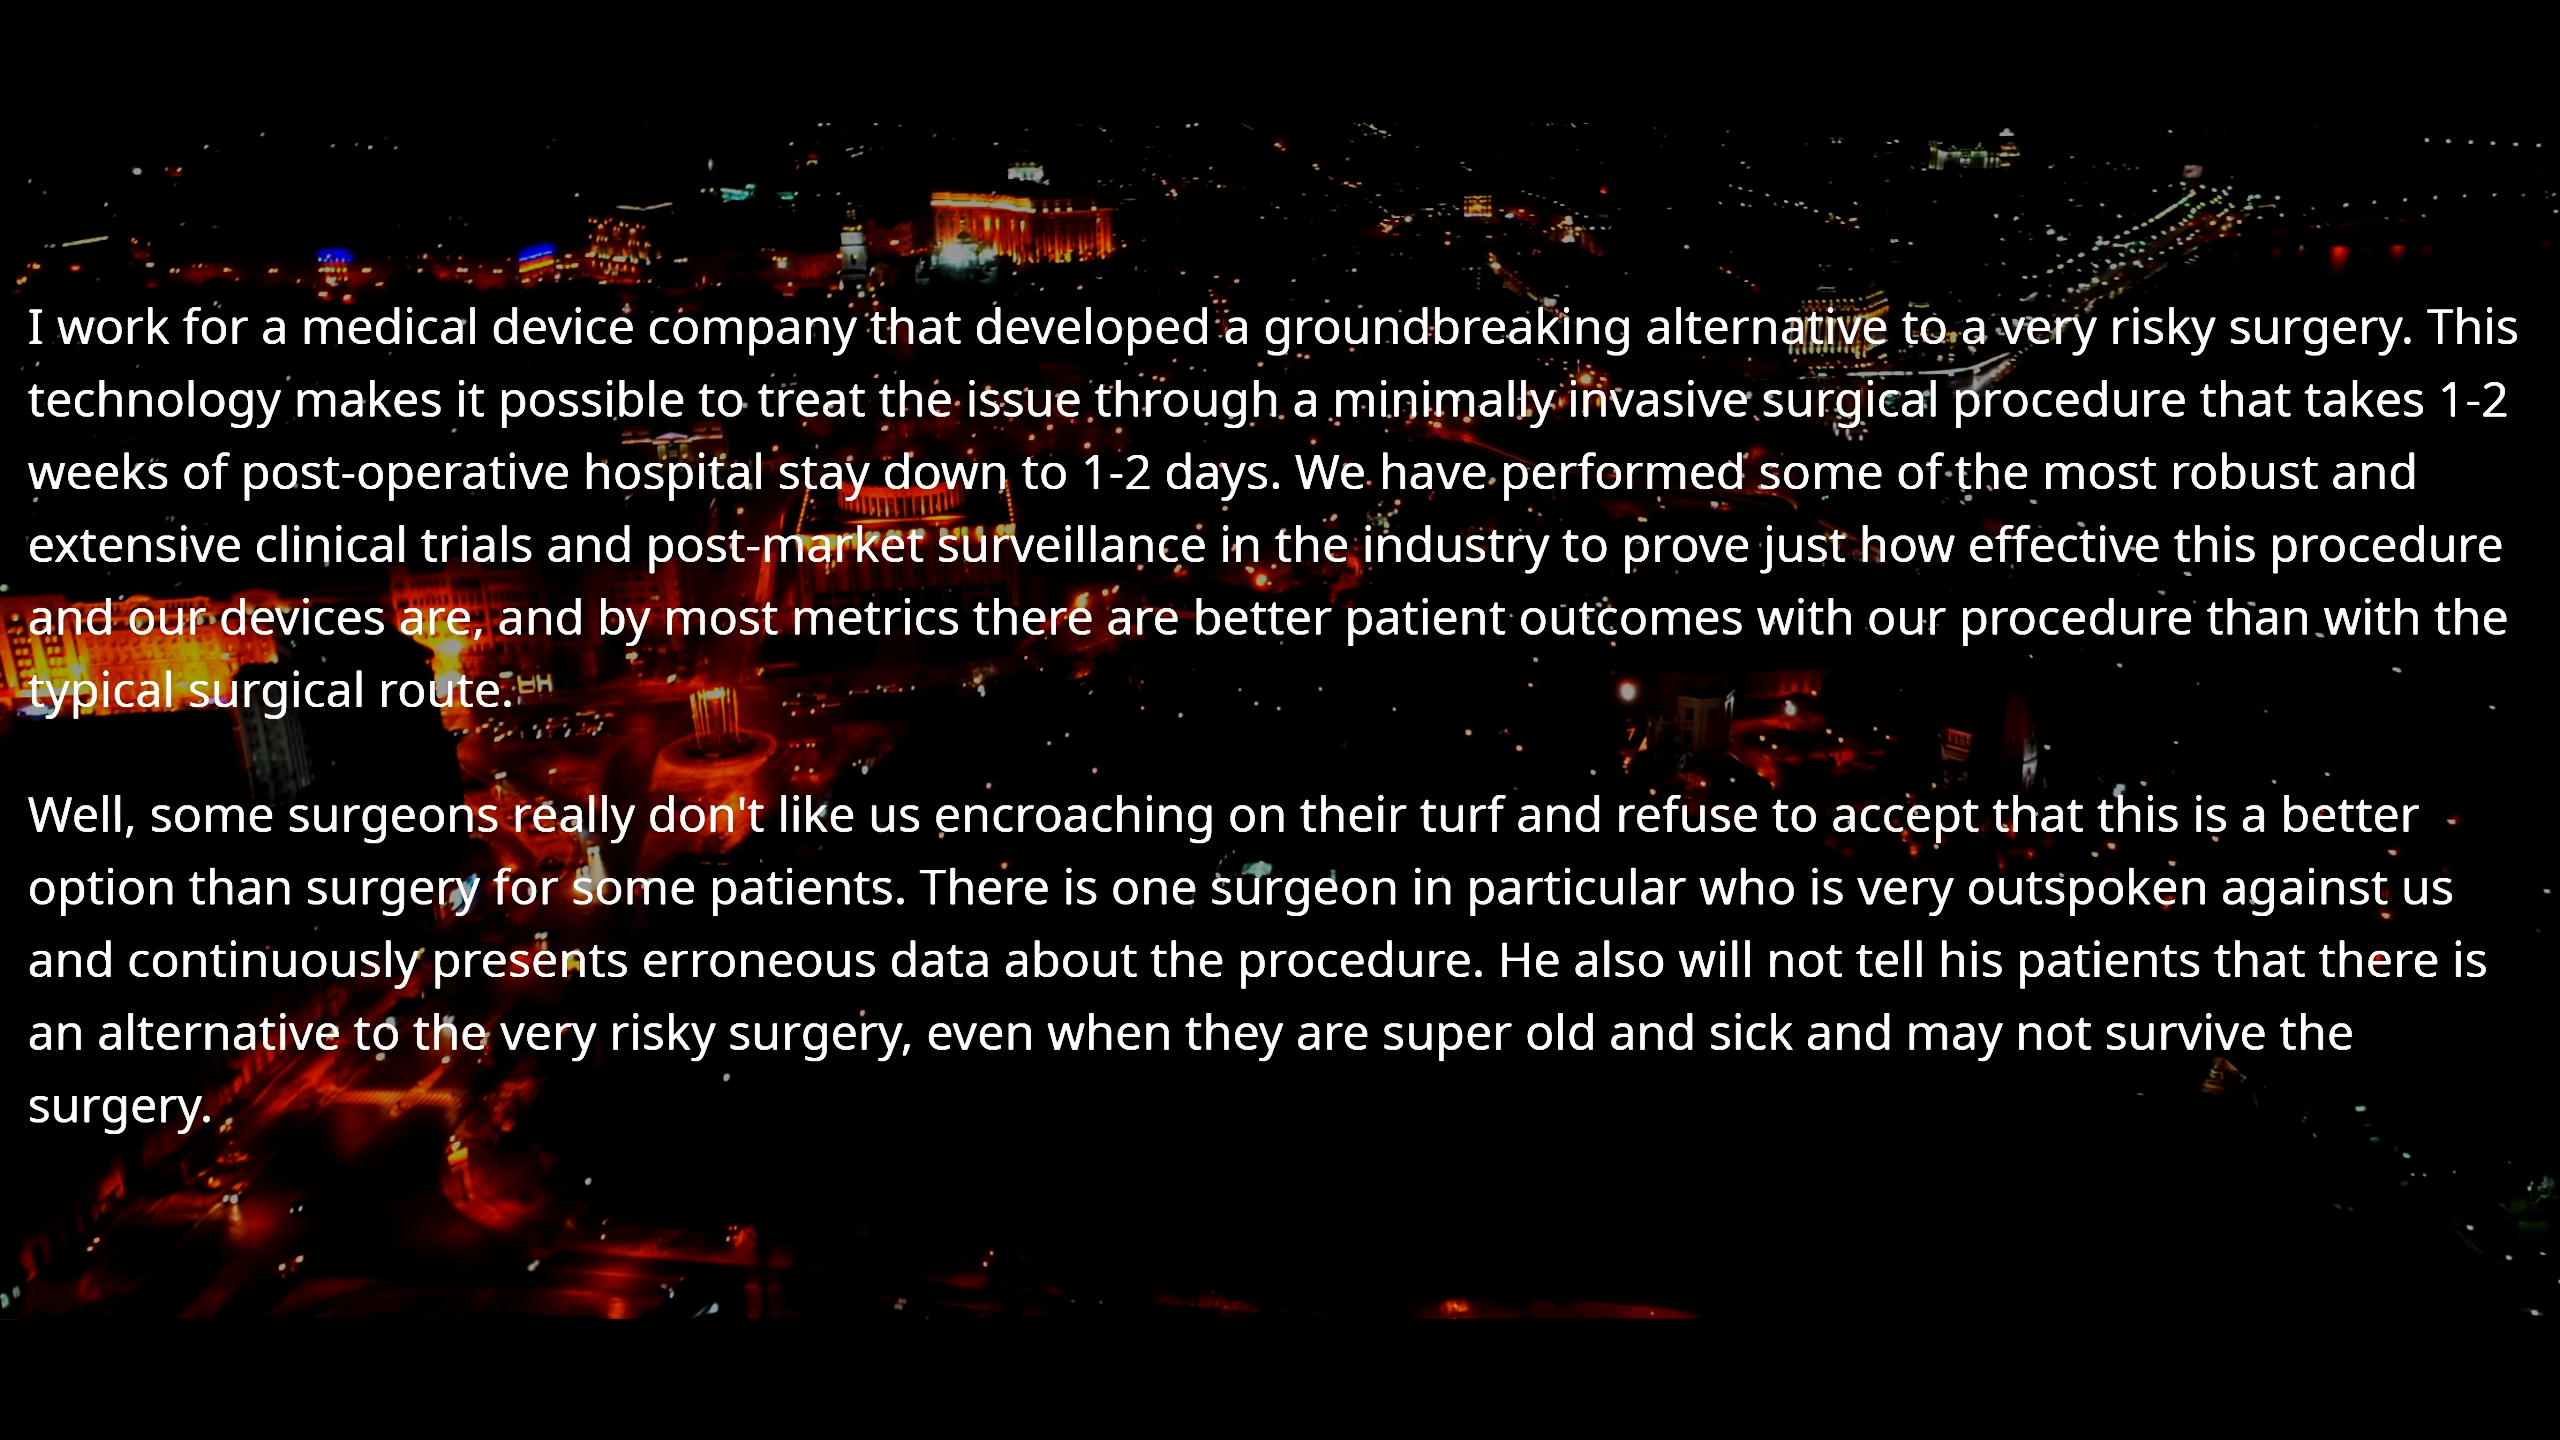 I work for a medical device company that developed a groundbreaking alternative to a very risky surgery. This
technology makes it possible to treat the issue through a minimally invasive surgical procedure that takes 1-2
weeks of post-operative hospital stay down to 1-2 days. We have performed some of the most robust and
extensive clinical trials and post-market surveillance in the industry to prove just how effective this procedure
and our devices are, and by most metrics there are better patient outcomes with our procedure than with the
typical surgical route.
Well, some surgeons really don't like us encroaching on their turf and refuse to accept that this is a better
option than surgery for some patients. There is one surgeon in particular who is very outspoken against us
and continuously presents erroneous data about the procedure. He also will not tell his patients that there is
an alternative to the very risky surgery, even when they are super old and sick and may not survive the
surgery.